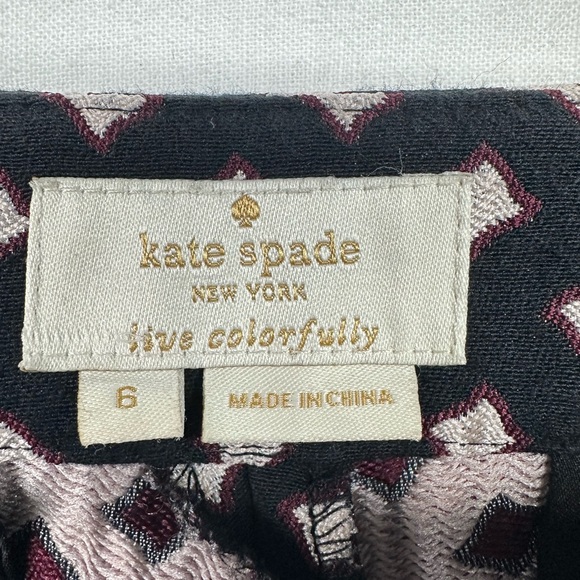 kate spade
NEW YORK
live colorfully
6
MADE IN CHINA